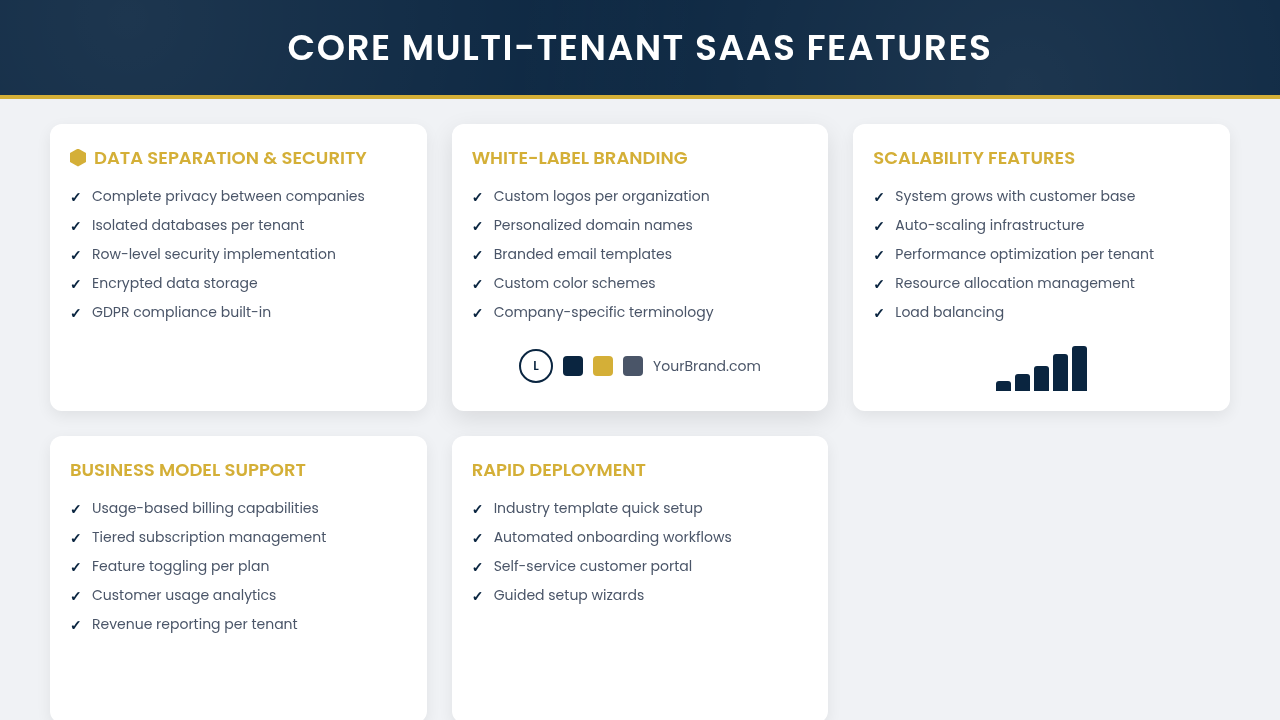 CORE MULTI-TENANT SAAS FEATURES
DATA SEPARATION & SECURITY
✓ Complete privacy between companies
✓ Isolated databases per tenant
✓ Row-level security implementation
✓ Encrypted data storage
✓ GDPR compliance built-in
WHITE-LABEL BRANDING
✓ Custom logos per organization
✓ Personalized domain names
✓ Branded email templates
✓ Custom color schemes
✓ Company-specific terminology
L YourBrand.com
SCALABILITY FEATURES
✓ System grows with customer base
✓ Auto-scaling infrastructure
✓ Performance optimization per tenant
✓ Resource allocation management
✓ Load balancing
BUSINESS MODEL SUPPORT
✓ Usage-based billing capabilities
✓ Tiered subscription management
✓ Feature toggling per plan
✓ Customer usage analytics
✓ Revenue reporting per tenant
RAPID DEPLOYMENT
✓ Industry template quick setup
✓ Automated onboarding workflows
✓ Self-service customer portal
✓ Guided setup wizards